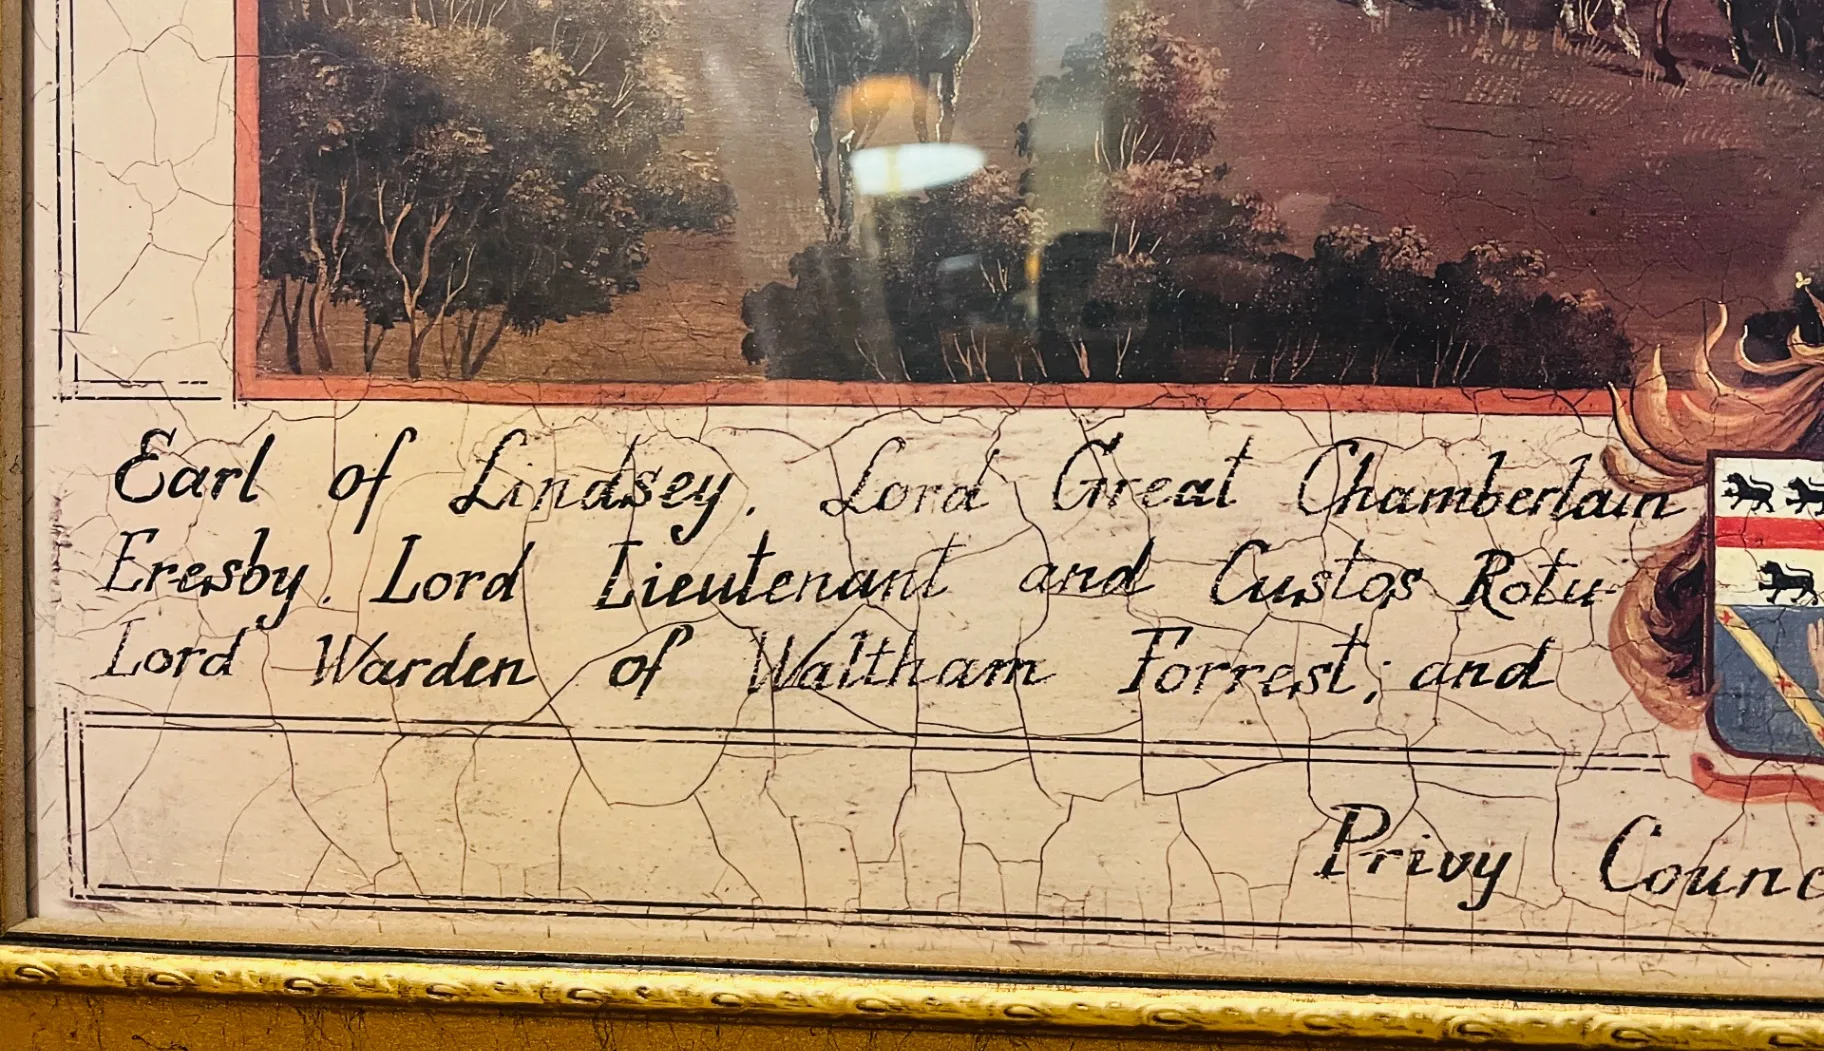 Earl of Lindsey. Lord Great Chamberlain
Eresby. Lord Lieutenant and Custos Rotu-
Lord Warden of Waltham Forrest; and
Privy Counc